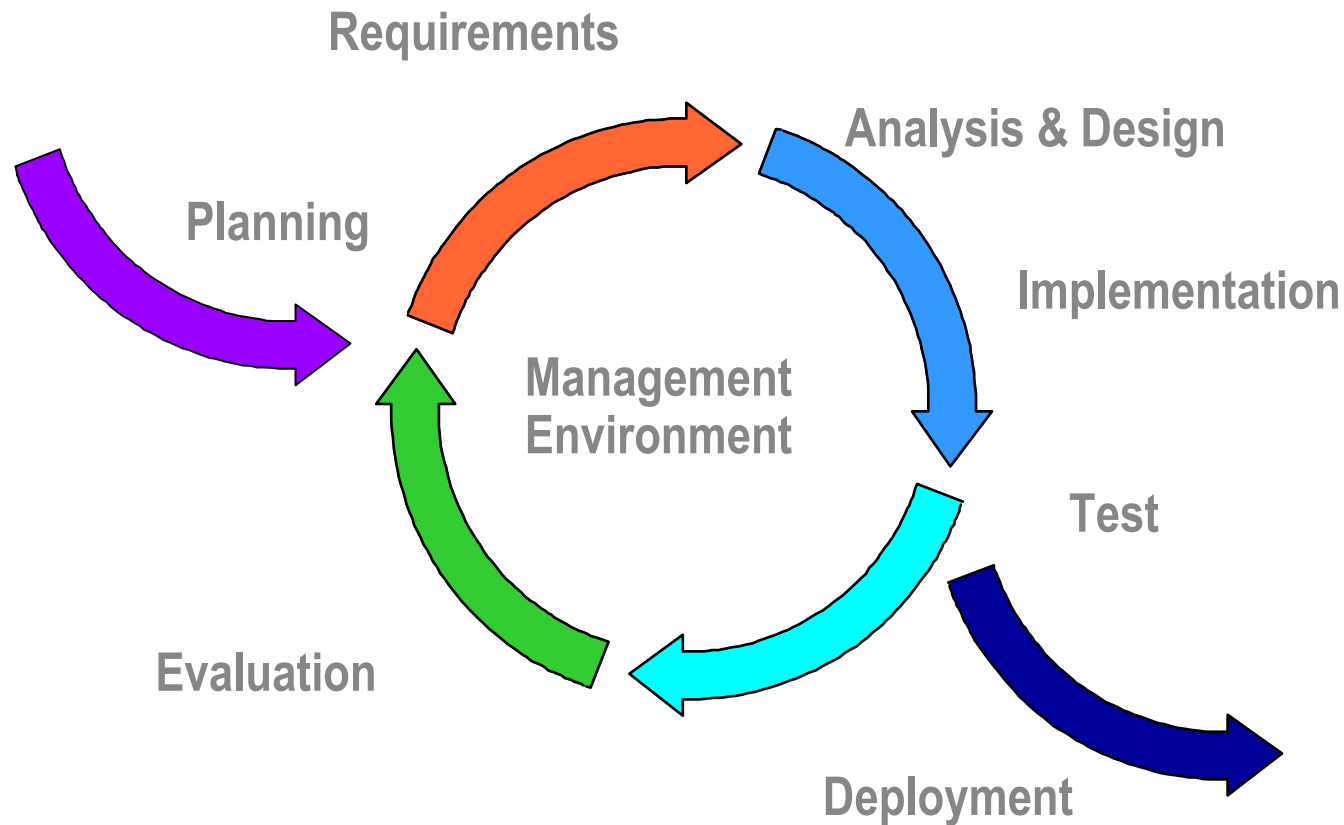 Requirements
Analysis & Design
Planning
Implementation
Management
Environment
Test
Evaluation
Deployment